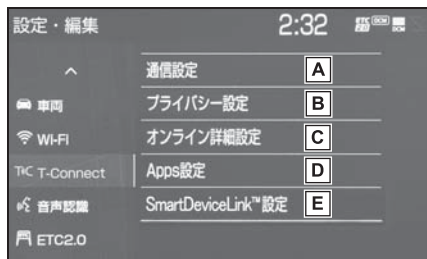 設定・編集 2:32
通信設定 A
車両 プライバシー設定 B
Wi-Fi オンライン詳細設定 C
T-Connect Apps設定 D
音声認識 SmartDeviceLink™設定 E
ETC2.0